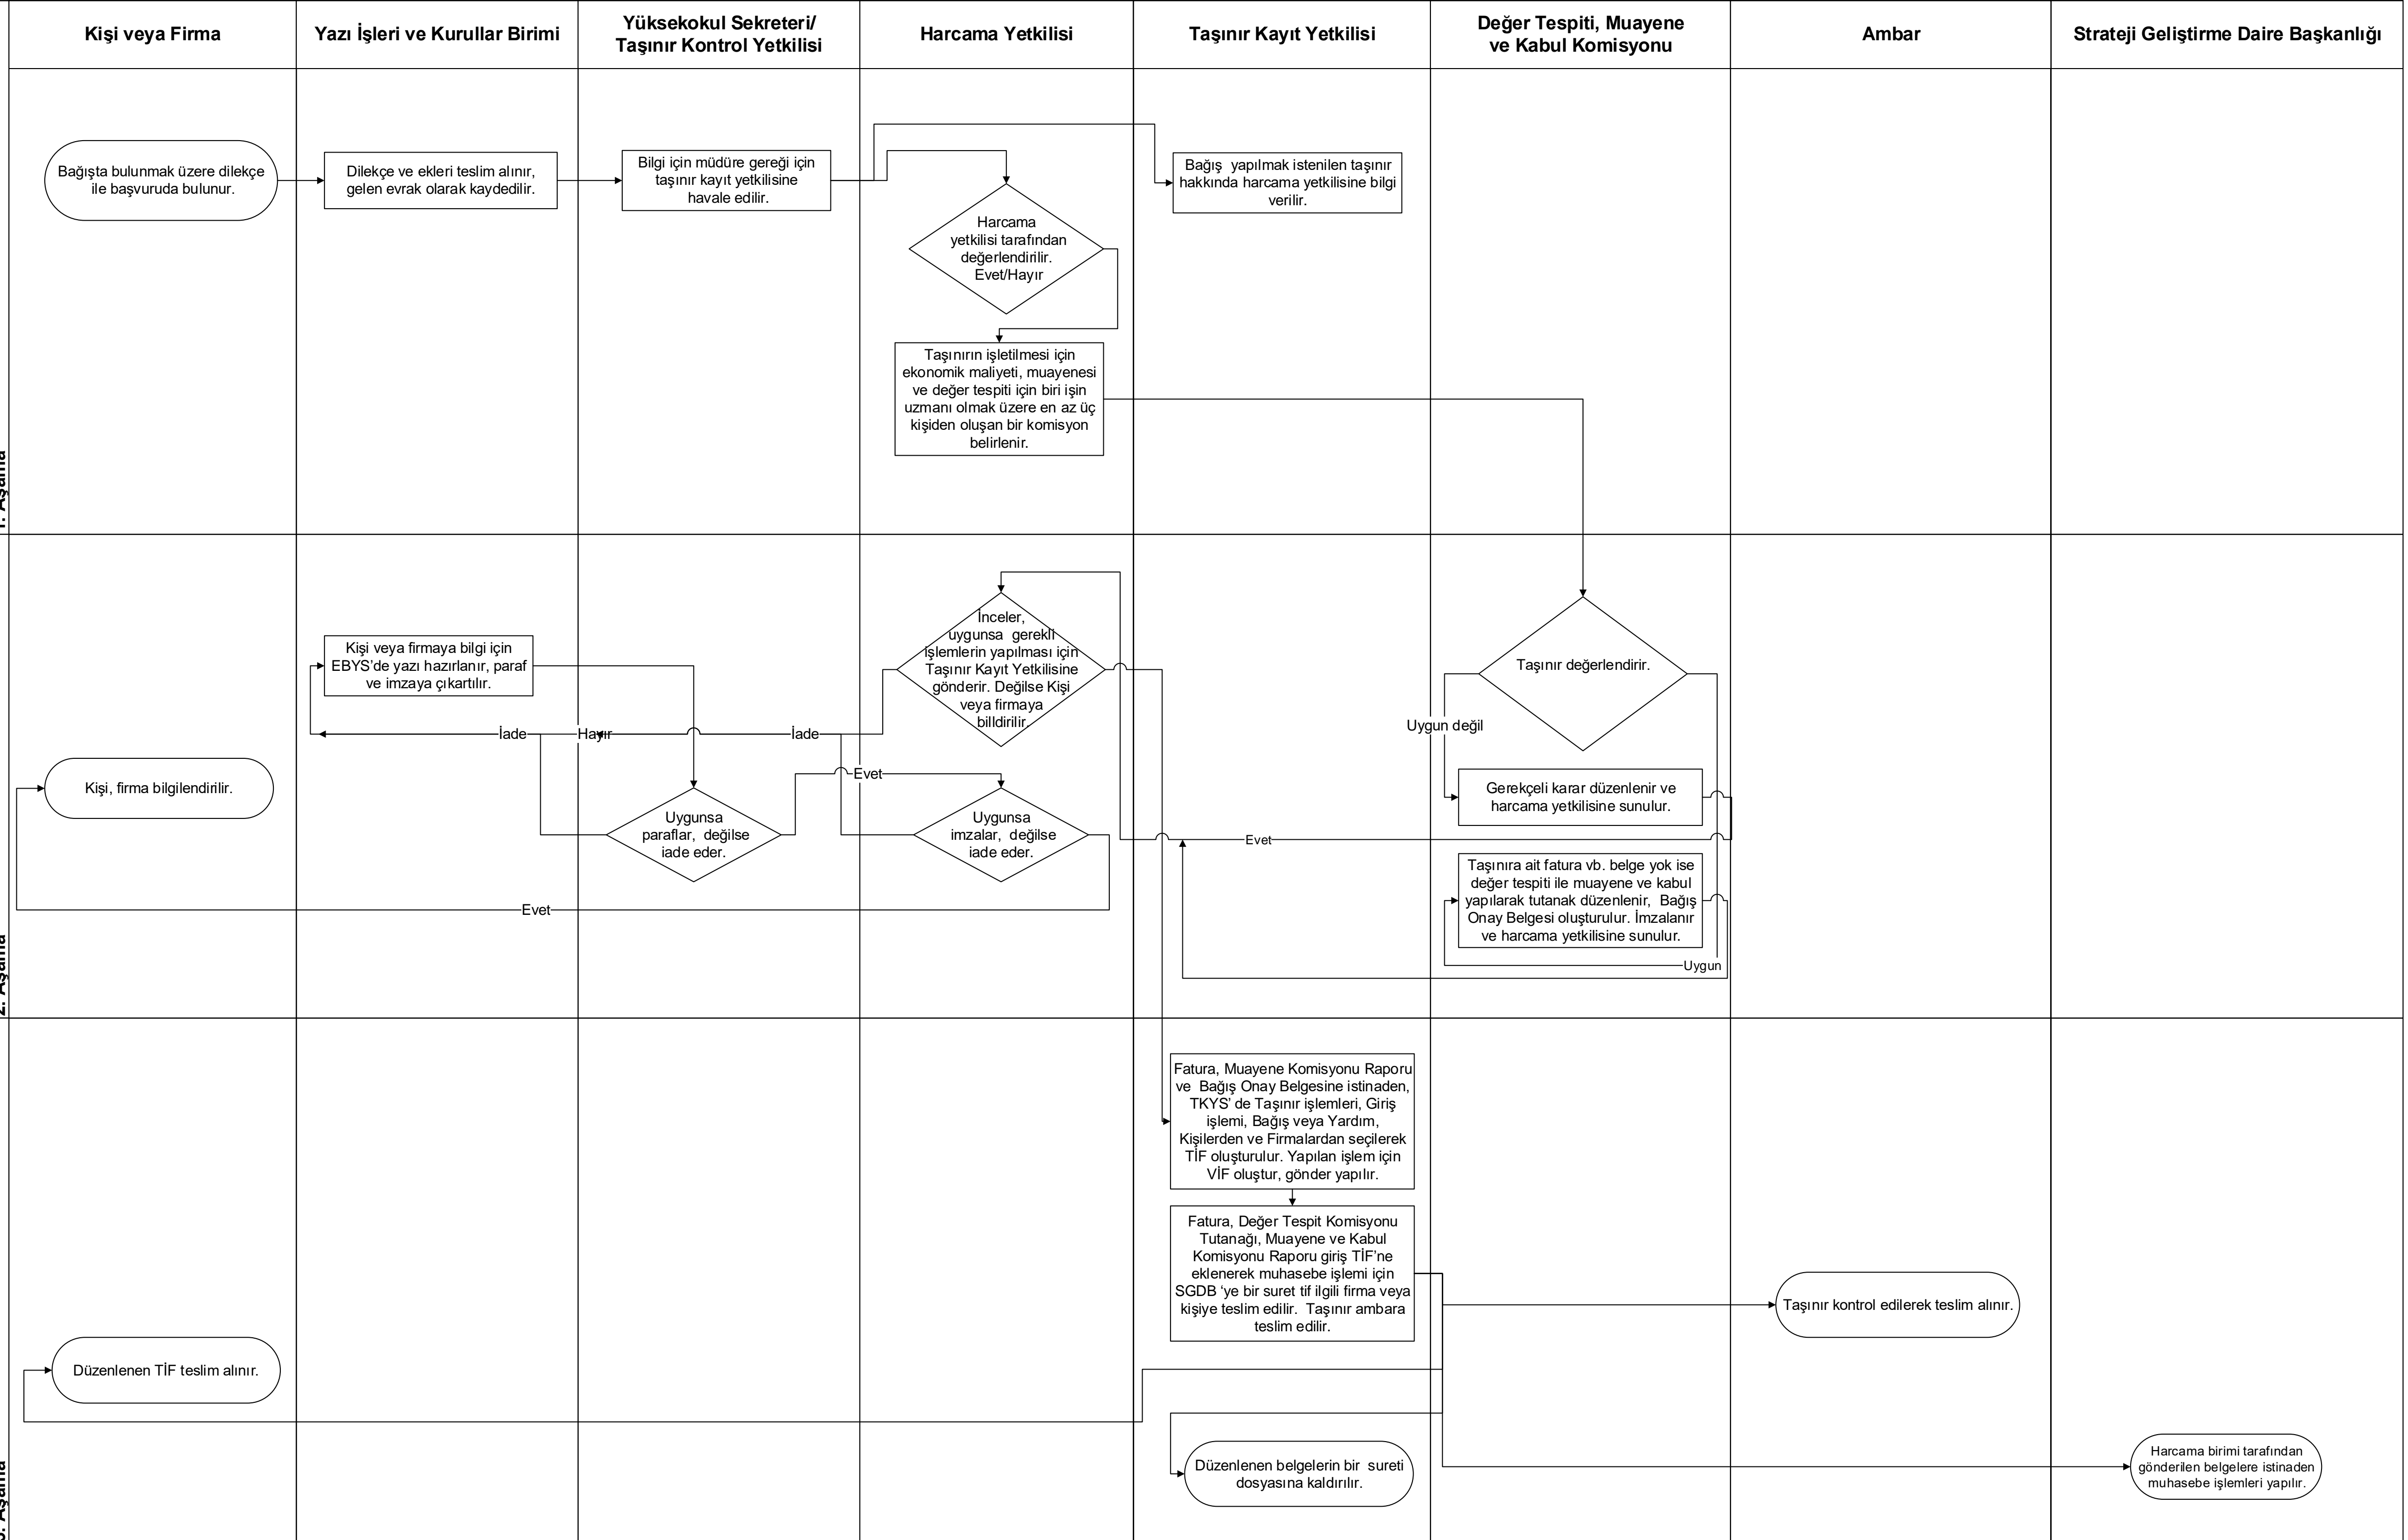 Kişi veya Firma
Yazı İşleri ve Kurullar Birimi
Yüksekokul Sekreteri/
Taşınır Kontrol Yetkilisi
Harcama Yetkilisi
Taşınır Kayıt Yetkilisi
Değer Tespiti, Muayene
ve Kabul Komisyonu
Ambar
Strateji Geliştirme Daire Başkanlığı
1. Aşama
Bağışta bulunmak üzere dilekçe
ile başvuruda bulunur.
Dilekçe ve ekleri teslim alınır,
gelen evrak olarak kaydedilir.
Bilgi için müdüre gereği için
taşınır kayıt yetkilisine
havale edilir.
Harcama
yetkilisi tarafından
değerlendirilir.
Evet/Hayır
Bağış yapılmak istenilen taşınır
hakkında harcama yetkilisine bilgi
verilir.
Taşınırın işletilmesi için
ekonomik maliyeti, muayenesi
ve değer tespiti için biri işin
uzmanı olmak üzere en az üç
kişiden oluşan bir komisyon
belirlenir.
2. Aşama
Kişi veya firmaya bilgi için
EBYS’de yazı hazırlanır, paraf
ve imzaya çıkartılır.
İnceler,
uygunsa gerekli
işlemlerin yapılması için
Taşınır Kayıt Yetkilisine
gönderir. Değilse Kişi
veya firmaya
billdirilir.
Taşınır değerlendirir.
Uygun değil
İade
Hayır
İade
Evet
Kişi, firma bilgilendirilir.
Uygunsa
paraflar, değilse
iade eder.
Uygunsa
imzalar, değilse
iade eder.
Gerekçeli karar düzenlenir ve
harcama yetkilisine sunulur.
Evet
Taşınıra ait fatura vb. belge yok ise
değer tespiti ile muayene ve kabul
yapılarak tutanak düzenlenir, Bağış
Onay Belgesi oluşturulur. İmzalanır
ve harcama yetkilisine sunulur.
Evet
Uygun
3. Aşama
Fatura, Muayene Komisyonu Raporu
ve Bağış Onay Belgesine istinaden,
TKYS’ de Taşınır işlemleri, Giriş
işlemi, Bağış veya Yardım,
Kişilerden ve Firmalardan seçilerek
TİF oluşturulur. Yapılan işlem için
VİF oluştur, gönder yapılır.
Fatura, Değer Tespit Komisyonu
Tutanağı, Muayene ve Kabul
Komisyonu Raporu giriş TİF’ne
eklenerek muhasebe işlemi için
SGDB ‘ye bir suret tif ilgili firma veya
kişiye teslim edilir. Taşınır ambara
teslim edilir.
Taşınır kontrol edilerek teslim alınır.
Düzenlenen TİF teslim alınır.
Düzenlenen belgelerin bir sureti
dosyasına kaldırılır.
Harcama birimi tarafından
gönderilen belgelere istinaden
muhasebe işlemleri yapılır.